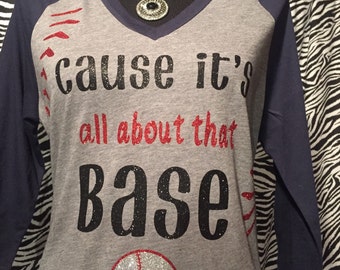 cause it's
all about that
BASE